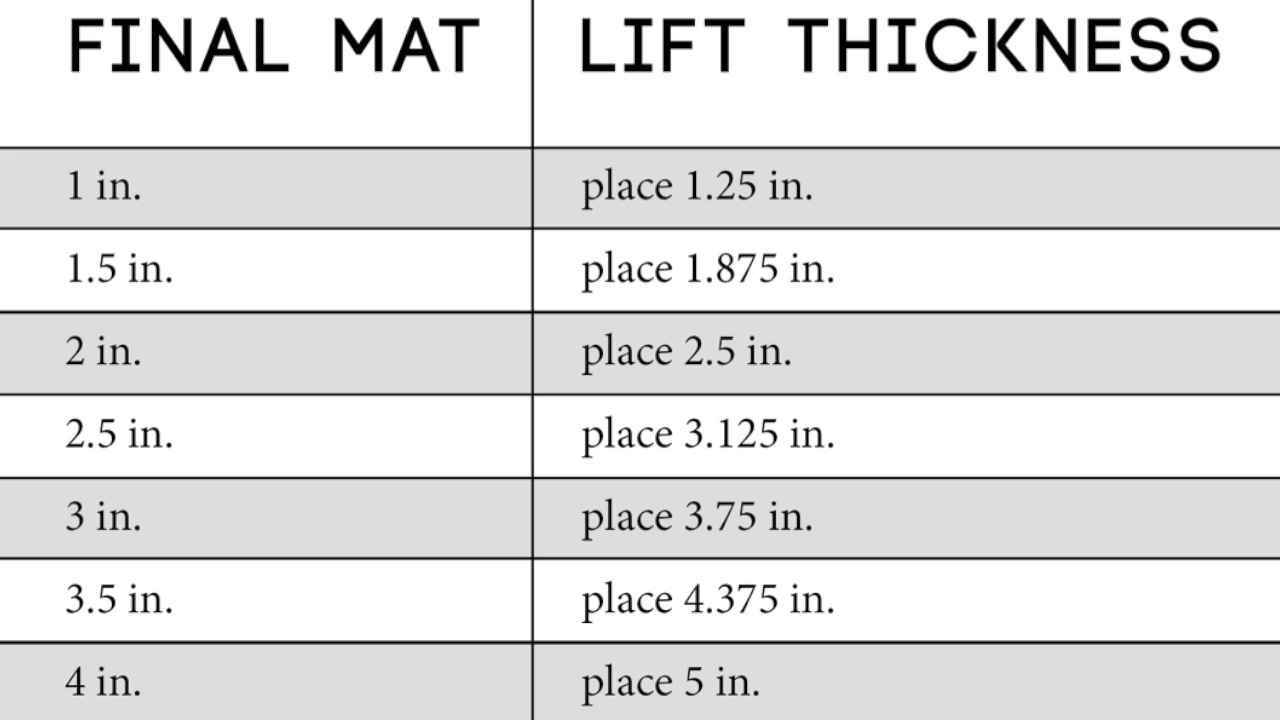 FINAL MAT LIFT THICKNESS
1 in. place 1.25 in.
1.5 in. place 1.875 in.
2 in. place 2.5 in.
2.5 in. place 3.125 in.
3 in. place 3.75 in.
3.5 in. place 4.375 in.
4 in. place 5 in.